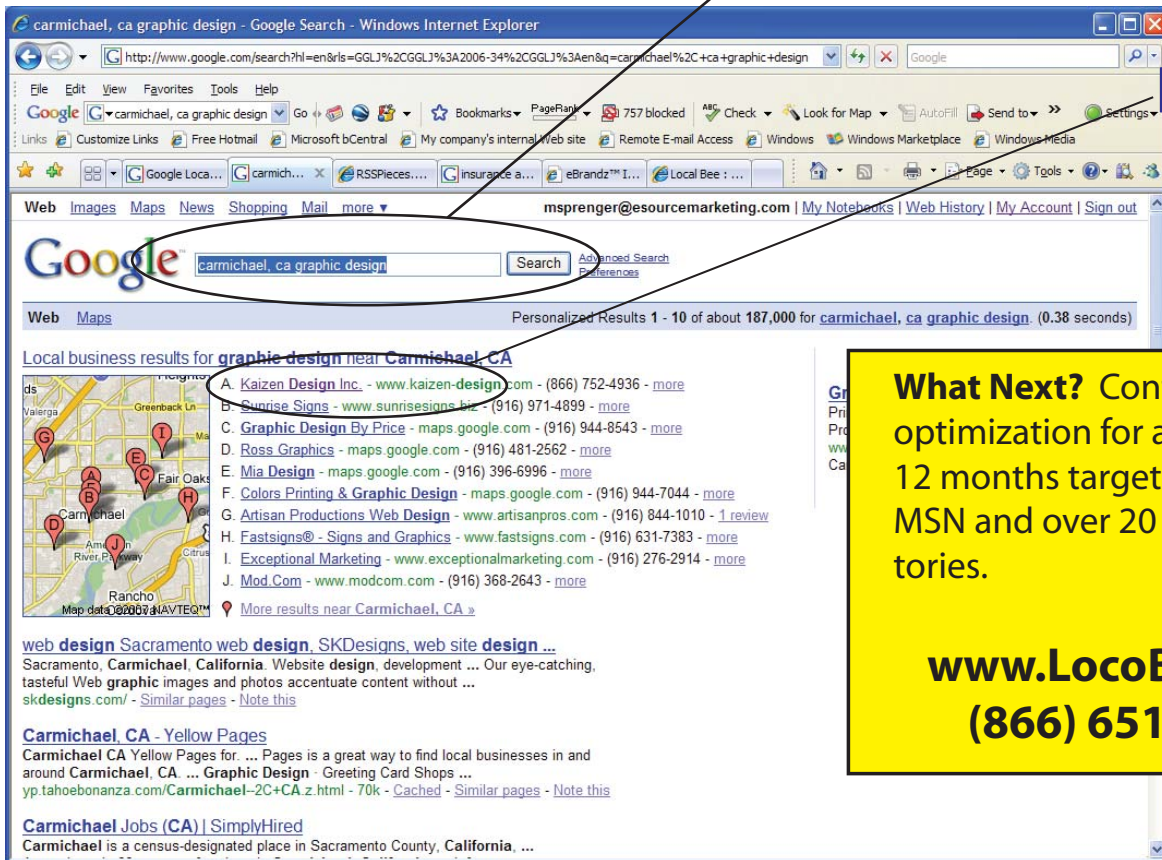 carmichael, ca graphic design - Google Search - Windows Internet Explorer
http://www.google.com/search?hl=en&rls=GGLJ%2CGGLJ%3A2006-34%2CGGLJ%3Aen&q=carmichael%2C+ca+graphic+design Google
File Edit View Favorites Tools Help
Google carmichael, ca graphic design Go Bookmarks PageRank 757 blocked Check Look for Map AutoFill Send to Settings
Links Customize Links Free Hotmail Microsoft bCentral My company's internal Web site Remote E-mail Access Windows Windows Marketplace Windows Media
Google Loca... carmich... RSSPieces.... insurance a... eBrandz™ I... Local Bee : ... Page Tools
Web Images Maps News Shopping Mail more ▼ msprenger@esourcemarketing.com | My Notebooks | Web History | My Account | Sign out
Google carmichael, ca graphic design Search Advanced Search
Preferences
Web Maps Personalized Results 1 - 10 of about 187,000 for carmichael, ca graphic design. (0.38 seconds)
Local business results for graphic design near Carmichael, CA
A. Kaizen Design Inc. - www.kaizen-design.com - (866) 752-4936 - more
B. Sunrise Signs - www.sunrisesigns.biz - (916) 971-4899 - more
C. Graphic Design By Price - maps.google.com - (916) 944-8543 - more
D. Ross Graphics - maps.google.com - (916) 481-2562 - more
E. Mia Design - maps.google.com - (916) 396-6996 - more
F. Colors Printing & Graphic Design - maps.google.com - (916) 944-7044 - more
G. Artisan Productions Web Design - www.artisanpros.com - (916) 844-1010 - 1 review
H. Fastsigns® - Signs and Graphics - www.fastsigns.com - (916) 631-7383 - more
I. Exceptional Marketing - www.exceptionalmarketing.com - (916) 276-2914 - more
J. Mod.Com - www.modcom.com - (916) 368-2643 - more
More results near Carmichael, CA »
Heights
ds
Valerga
Greenback Ln
G
I
Ma
E
A
C
Fair Oaks
B
H
Carmichael
D
J
American
River Parkway
Citrus
Rancho
Cordova
Map data ©2007 NAVTEQ™
web design Sacramento web design, SKDesigns, web site design ...
Sacramento, Carmichael, California. Website design, development ... Our eye-catching,
tasteful Web graphic images and photos accentuate content without ...
skdesigns.com/ - Similar pages - Note this
Carmichael, CA - Yellow Pages
Carmichael CA Yellow Pages for. ... Pages is a great way to find local businesses in and
around Carmichael, CA. ... Graphic Design · Greeting Card Shops ...
yp.tahoebonanza.com/Carmichael--2C+CA.z.html - 70k - Cached - Similar pages - Note this
Carmichael Jobs (CA) | SimplyHired
Carmichael is a census-designated place in Sacramento County, California, ...
Gr
Pri
Pro
ww
Ca
What Next? Con
optimization for a
12 months target
MSN and over 20
tories.
www.LocoE
(866) 651